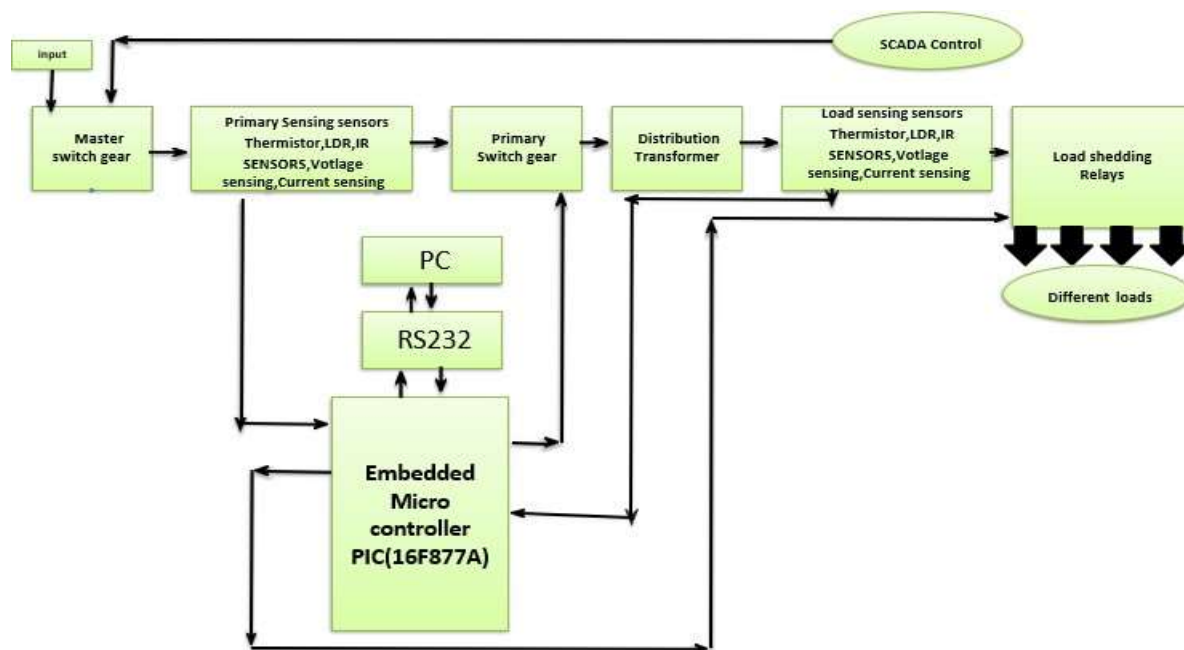 input
SCADA Control
Master
switch gear
Primary Sensing sensors
Thermistor,LDR,IR
SENSORS,Votlage
sensing,Current sensing
Primary
Switch gear
Distribution
Transformer
Load sensing sensors
Thermistor,LDR,IR
SENSORS,Votlage
sensing,Current sensing
Load shedding
Relays
Different loads
PC
RS232
Embedded
Micro
controller
PIC(16F877A)